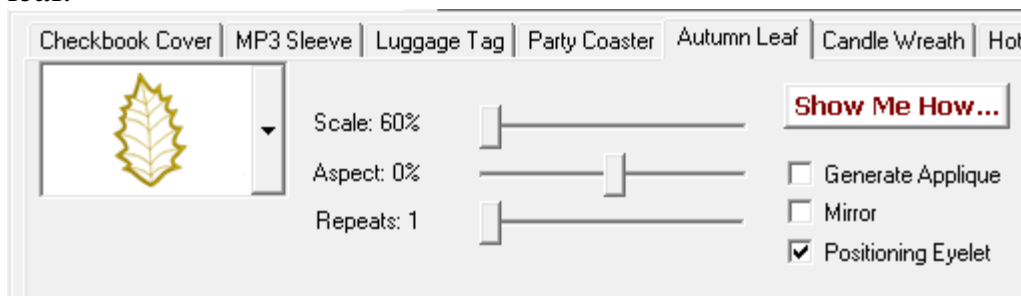 Checkbook Cover MP3 Sleeve Luggage Tag Party Coaster Autumn Leaf Candle Wreath Hot
Show Me How...
Scale: 60%
Aspect: 0%
Generate Applique
Repeats: 1
Mirror
Positioning Eyelet